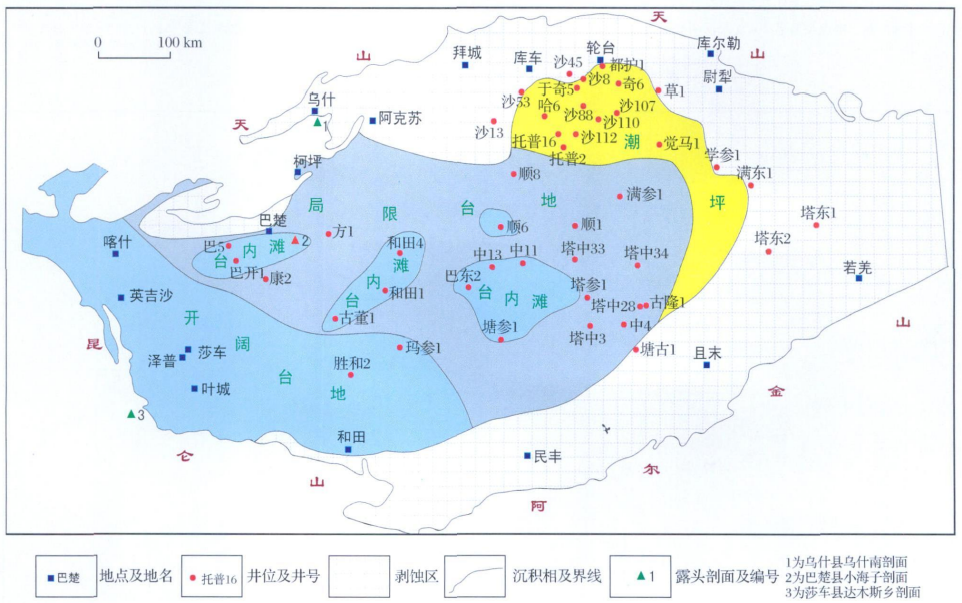 天
山
0 100 km
拜城
库车
轮台
库尔勒
山
沙45
都护1
沙8
于奇5
奇6
草1
尉犁
沙53
哈6
沙88
沙107
沙110
乌什
1
阿克苏
天
沙13
托普16
沙112
托普2
潮
觉马1
学参1
柯坪
顺8
满东1
满参1
局 限 台 地
坪
巴楚
方1
顺6
顺1
塔东1
喀什
巴5
台内滩
2
和田4
巴开1
康2
中13
中11
塔中33
塔中34
塔东2
台内滩
和田1
巴东2
台内滩
塔参1
若羌
英吉沙
古董1
塔中28
古隆1
开阔台地
塘参1
塔中3
中4
山
昆
莎车
泽普
玛参1
塘古1
且末
胜和2
叶城
金
3
和田
仑
山
民丰
尔
阿
巴楚 地点及地名
托普16 井位及井号
剥蚀区
沉积相及界线
1 露头剖面及编号
1为乌什县乌什南剖面
2为巴楚县小海子剖面
3为莎车县达木斯乡剖面